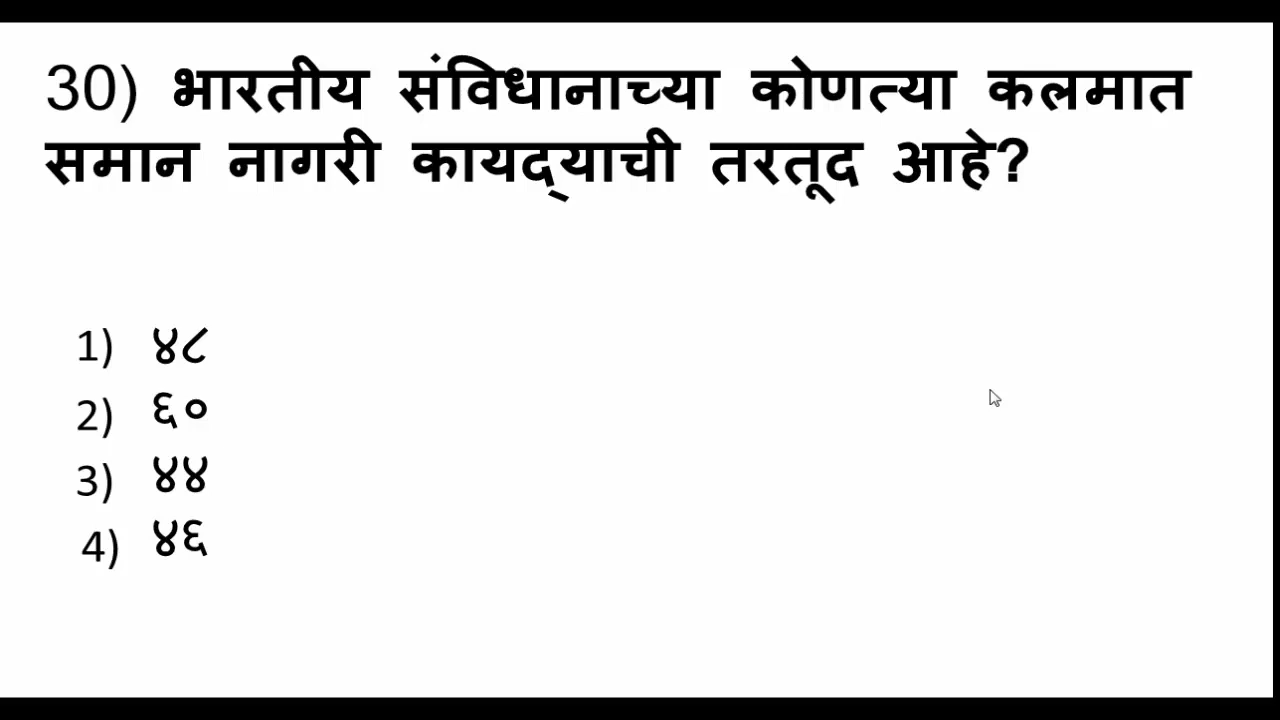 30) भारतीय संविधानाच्या कोणत्या कलमात
समान नागरी कायद्‌याची तरतूद आहे?
1) ४८
2) ६०
3) ४४
4) ४६